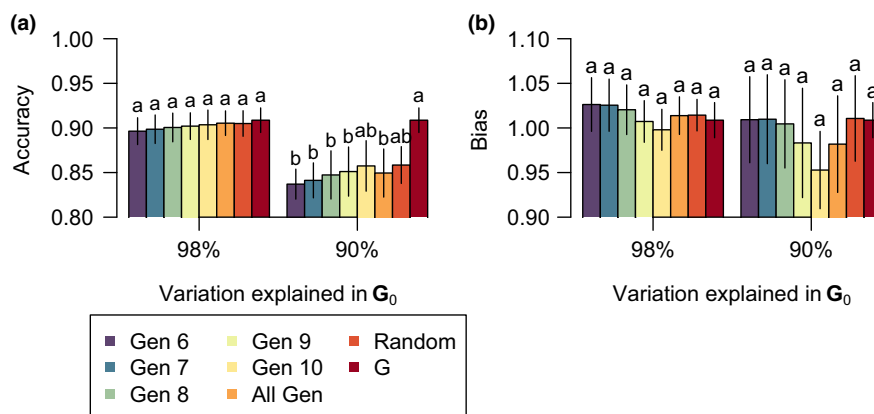 (a)
1.00
0.95
0.90
0.85
0.80
Accuracy
a a a a a a a a
b b b b ab b ab a
98% 90%
Variation explained in G0
(b)
1.10
1.05
1.00
0.95
0.90
Bias
a a a a a a a a
a a a a a a a a
98% 90%
Variation explained in G0
Gen 6 Gen 9 Random
Gen 7 Gen 10 G
Gen 8 All Gen